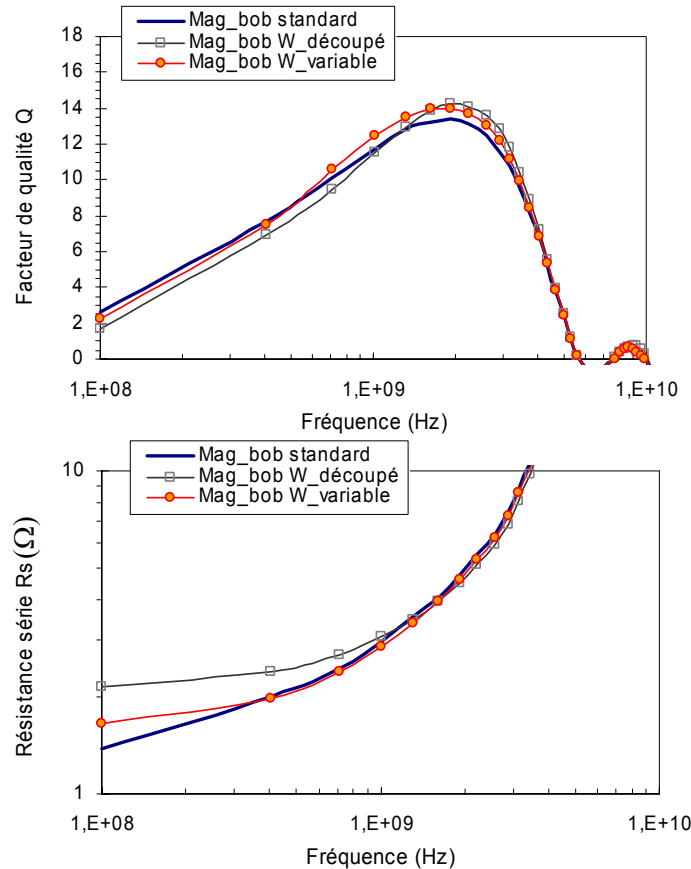 Mag_bob standard
Mag_bob W_découpé
Mag_bob W_variable
Facteur de qualité Q
18
16
14
12
10
8
6
4
2
0
1,E+08
1,E+09
1,E+10
Fréquence (Hz)
Mag_bob standard
Mag_bob W_découpé
Mag_bob W_variable
Résistance série Rs(Ω)
10
1
1,E+08
1,E+09
1,E+10
Fréquence (Hz)